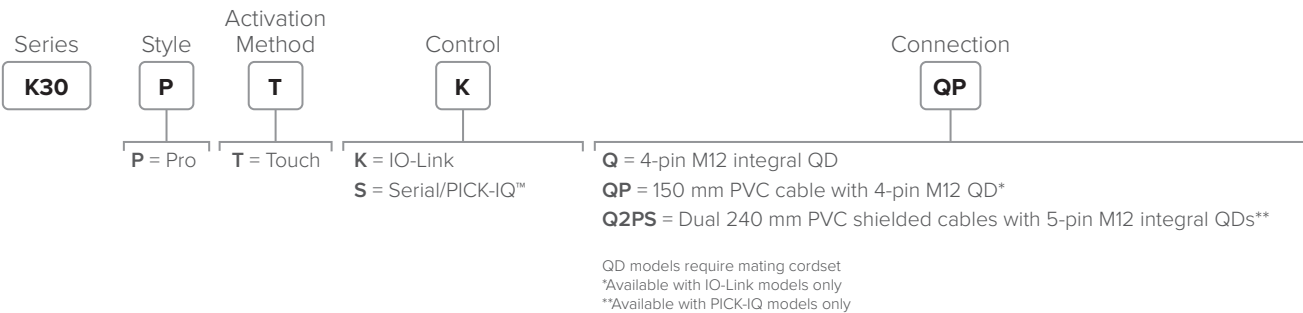 Series
Style
Activation
Method
Control
Connection
K30
P
T
K
QP
P = Pro
T = Touch
K = IO-Link
S = Serial/PICK-IQ™
Q = 4-pin M12 integral QD
QP = 150 mm PVC cable with 4-pin M12 QD*
Q2PS = Dual 240 mm PVC shielded cables with 5-pin M12 integral QDs**
QD models require mating cordset
*Available with IO-Link models only
**Available with PICK-IQ models only